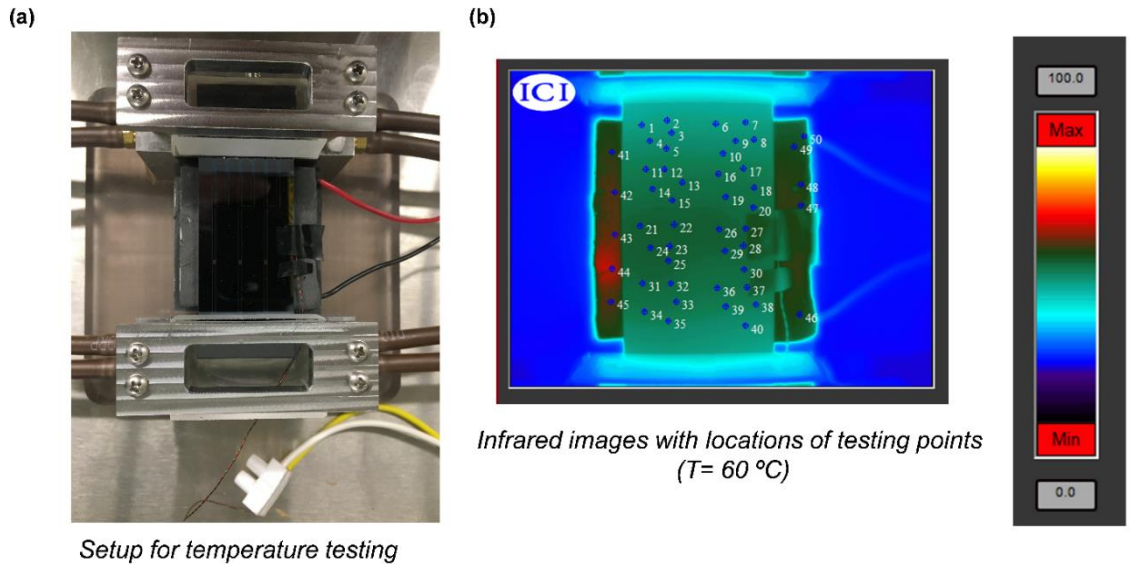 (a)
(b)
ICI
1 2 6 7
3
4 9 8 50
5 49
41 10
11 12 16 17
13
42 14 18 48
15 19
20 47
21 22 26 27
43
24 23 29 28
25
44 30
31 32 36 37
45 33 39 38
34 46
35 40
100.0
Max
Min
0.0
Setup for temperature testing
Infrared images with locations of testing points
(T= 60 ºC)